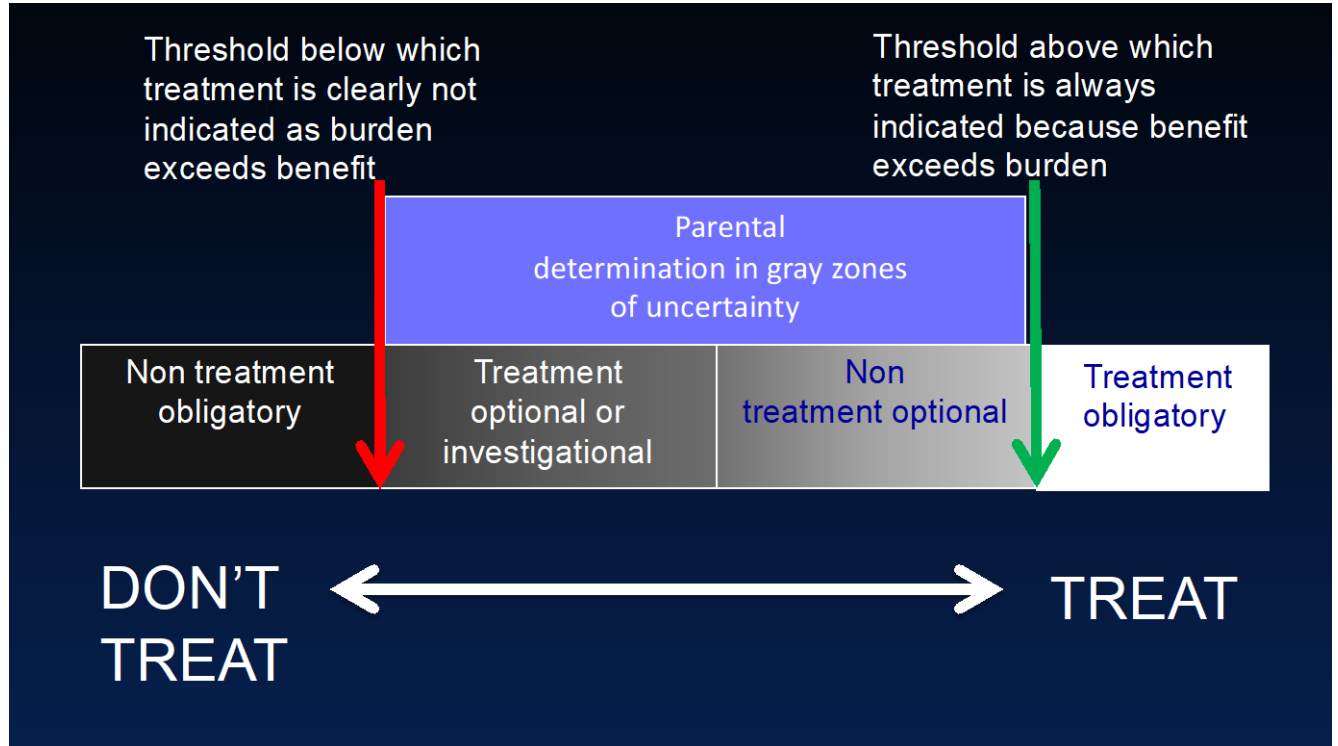 Threshold below which
treatment is clearly not
indicated as burden
exceeds benefit
Threshold above which
treatment is always
indicated because benefit
exceeds burden
Parental
determination in gray zones
of uncertainty
Non treatment
obligatory
Treatment
optional or
investigational
Non
treatment optional
Treatment
obligatory
DON'T
TREAT
TREAT